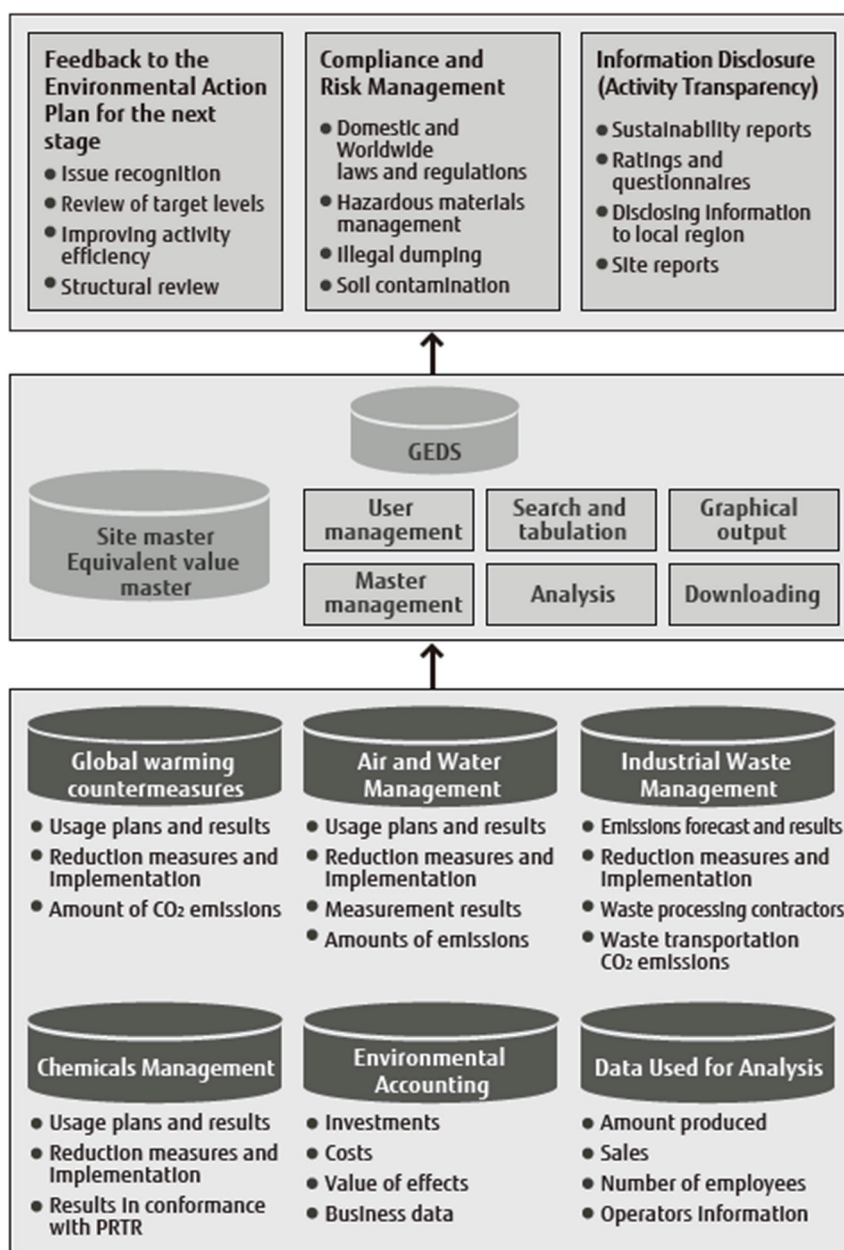 Feedback to the
Environmental Action
Plan for the next
stage
● Issue recognition
● Review of target levels
● Improving activity
efficiency
● Structural review
Compliance and
Risk Management
● Domestic and
Worldwide
laws and regulations
● Hazardous materials
management
● Illegal dumping
● Soil contamination
Information Disclosure
(Activity Transparency)
● Sustainability reports
● Ratings and
questionnaires
● Disclosing information
to local region
● Site reports
GEDS
Site master
Equivalent value
master
User
management
Search and
tabulation
Graphical
output
Master
management
Analysis
Downloading
Global warming
countermeasures
● Usage plans and results
● Reduction measures and
implementation
● Amount of CO₂ emissions
Air and Water
Management
● Usage plans and results
● Reduction measures and
implementation
● Measurement results
● Amounts of emissions
Industrial Waste
Management
● Emissions forecast and results
● Reduction measures and
implementation
● Waste processing contractors
● Waste transportation
CO₂ emissions
Chemicals Management
● Usage plans and results
● Reduction measures and
implementation
● Results in conformance
with PRTR
Environmental
Accounting
● Investments
● Costs
● Value of effects
● Business data
Data Used for Analysis
● Amount produced
● Sales
● Number of employees
● Operators information